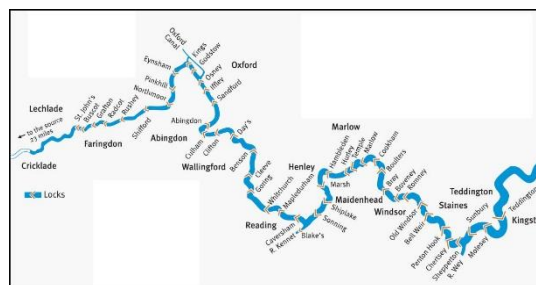 Oxford
Canal
Kings
Godstow
Eynsham
Osney
Oxford
Iffley
Pinkhill
Sandford
Northmoor
Lechlade
St. John's
Buscot
Grafton
Radcot
Rushey
Shifford
to the source
23 miles
Cricklade
Faringdon
Abingdon
Abingdon
Culham
Clifton
Day's
Wallingford
Benson
Cleeve
Goring
Locks
Whitchurch
Mapledurham
Reading
Caversham
R. Kennet
Blake's
Sonning
Shiplake
Henley
Marsh
Hambleden
Hurley
Temple
Marlow
Marlow
Cookham
Boulters
Maidenhead
Bray
Boveney
Romney
Windsor
Old Windsor
Bell Weir
Staines
Penton Hook
Chertsey
Shepperton
R. Wey
Sunbury
Molesey
Teddington
Teddington
Kingst